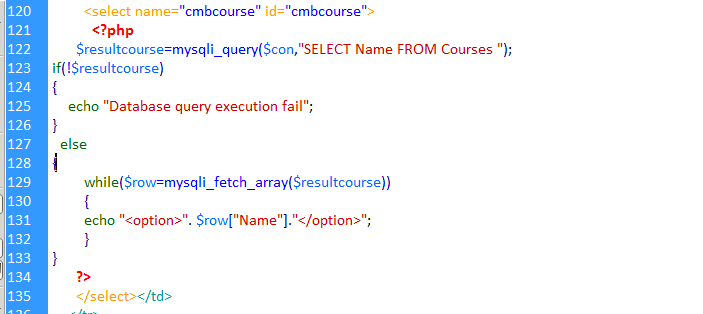 120 <select name="cmbcourse" id="cmbcourse">
121 <?php
122 $resultcourse=mysqli_query($con,"SELECT Name FROM Courses ");
123 if(!$resultcourse)
124 {
125 echo "Database query execution fail";
126 }
127 else
128 {
129 while($row=mysqli_fetch_array($resultcourse))
130 {
131 echo "<option>". $row["Name"]."</option>";
132 }
133 }
134 ?>
135 </select></td>